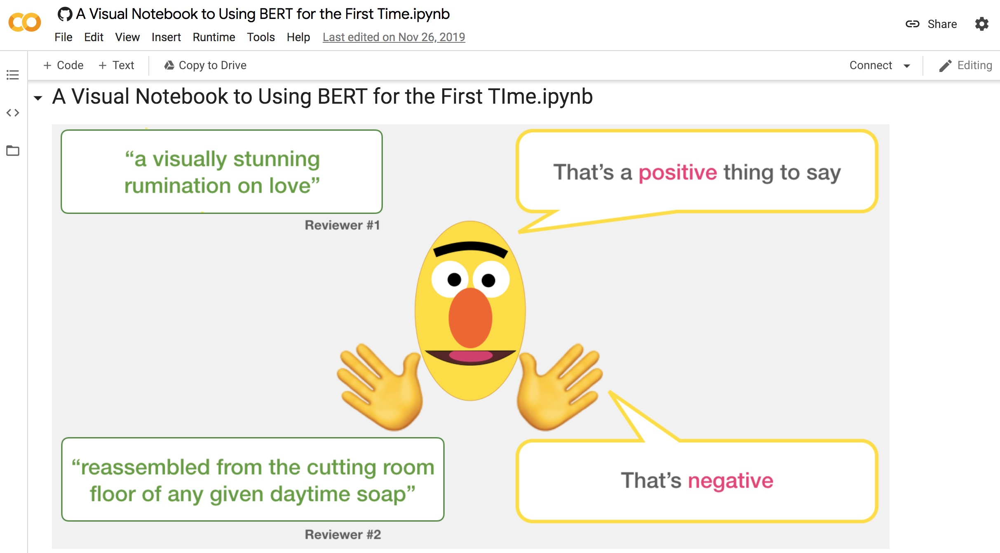 A Visual Notebook to Using BERT for the First Time.ipynb
File Edit View Insert Runtime Tools Help Last edited on Nov 26, 2019
Share
+ Code + Text Copy to Drive
Connect Editing
A Visual Notebook to Using BERT for the First TIme.ipynb
“a visually stunning
rumination on love”
Reviewer #1
That’s a positive thing to say
“reassembled from the cutting room
floor of any given daytime soap”
Reviewer #2
That’s negative